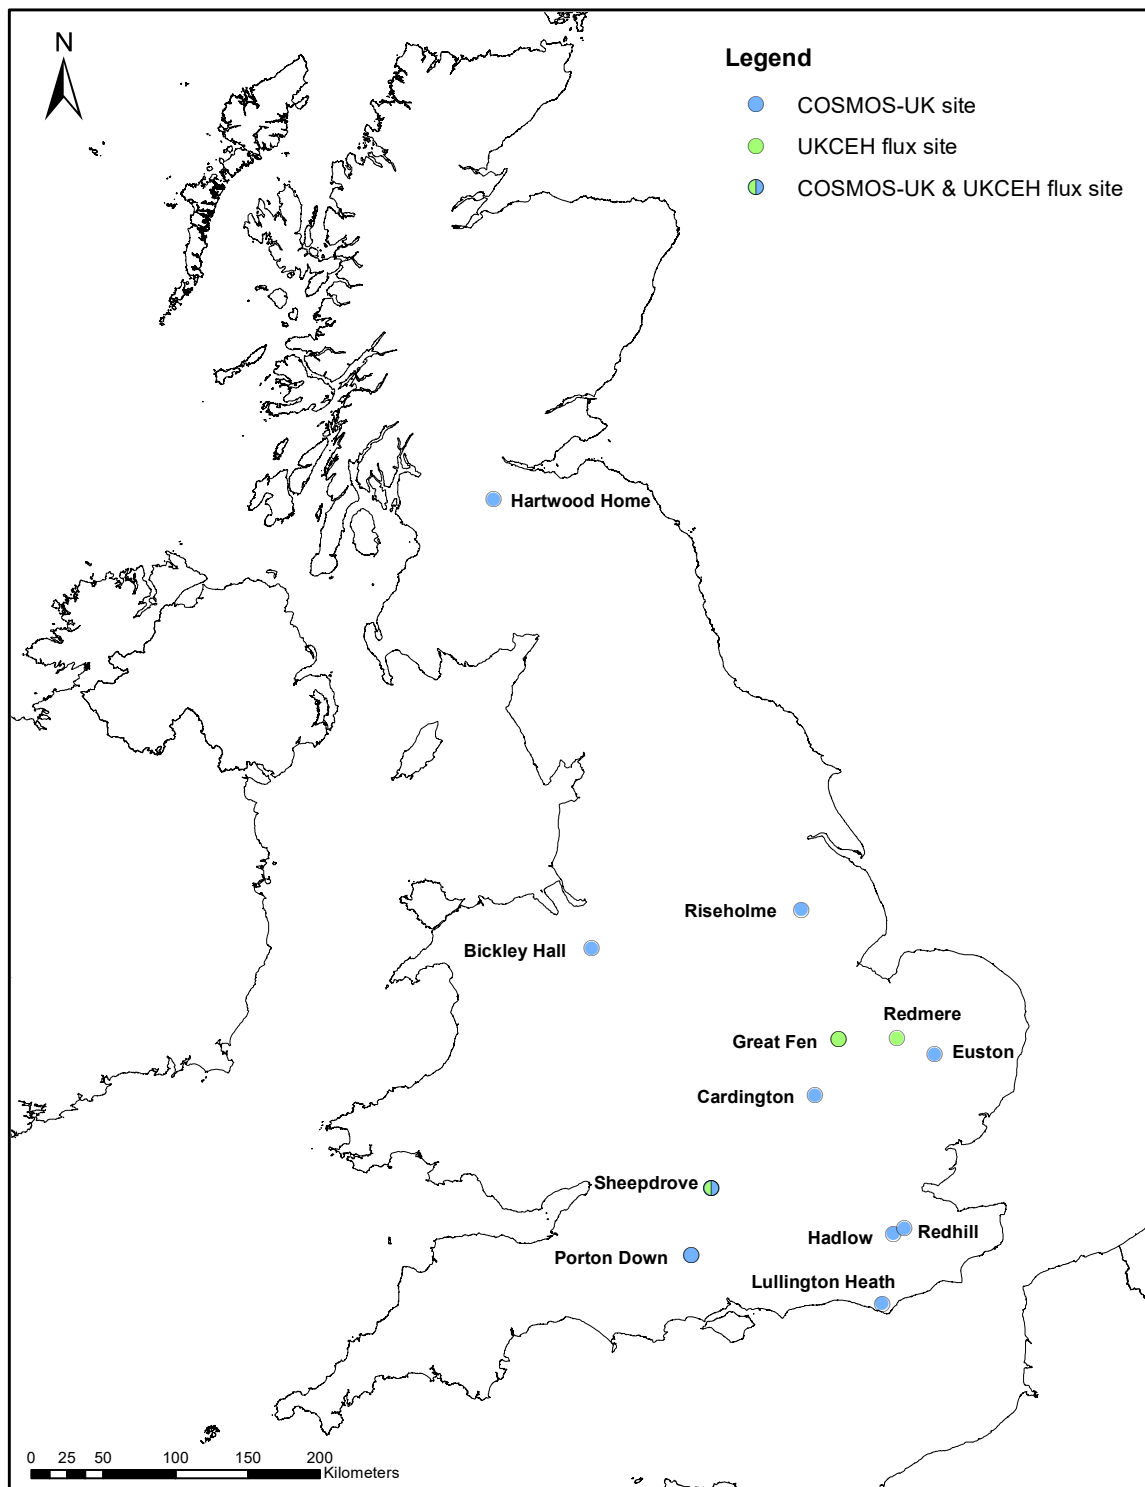 N
Legend
COSMOS-UK site
UKCEH flux site
COSMOS-UK & UKCEH flux site
Hartwood Home
Riseholme
Bickley Hall
Redmere
Great Fen
Euston
Cardington
Sheepdrove
Redhill
Hadlow
Porton Down
Lullington Heath
0 25 50 100 150 200
Kilometers